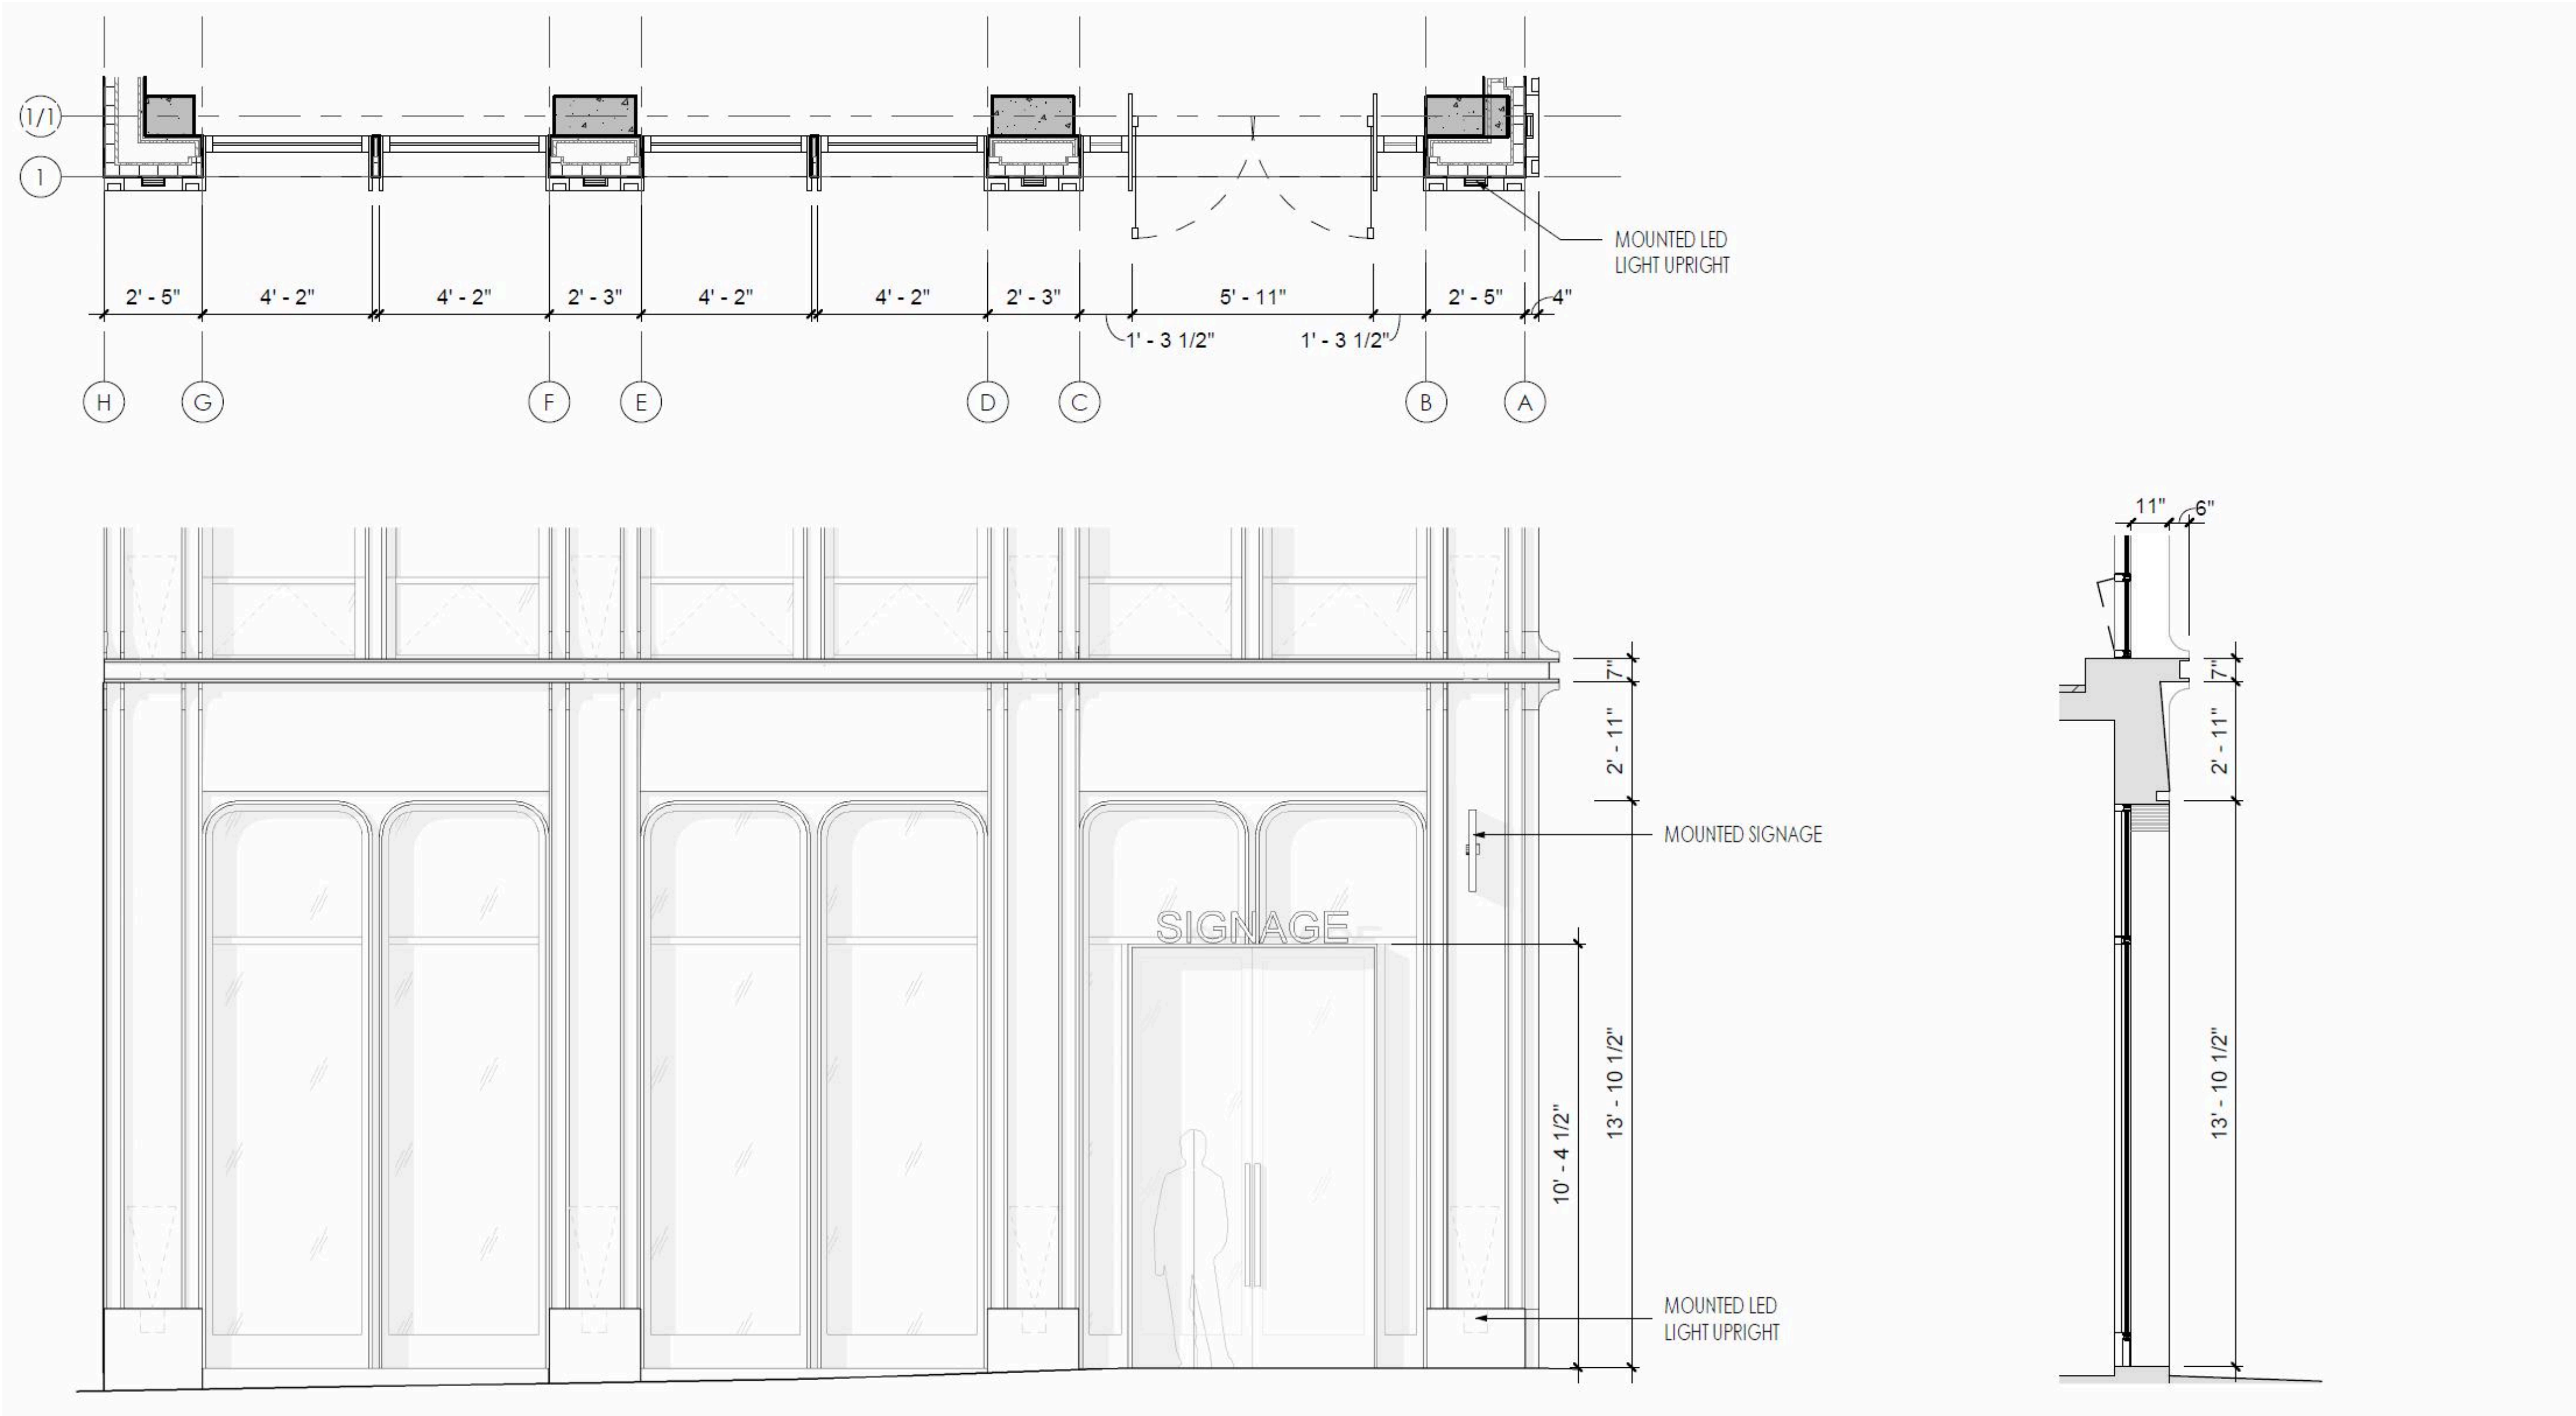 1/1
1
MOUNTED LED
LIGHT UPRIGHT
2' - 5"
4' - 2"
4' - 2"
2' - 3"
4' - 2"
4' - 2"
2' - 3"
5' - 11"
2' - 5"
4"
1' - 3 1/2"
1' - 3 1/2"
H
G
F
E
D
C
B
A
11"
6"
7"
7"
2' - 11"
2' - 11"
MOUNTED SIGNAGE
SIGNAGE
10' - 4 1/2"
13' - 10 1/2"
13' - 10 1/2"
MOUNTED LED
LIGHT UPRIGHT